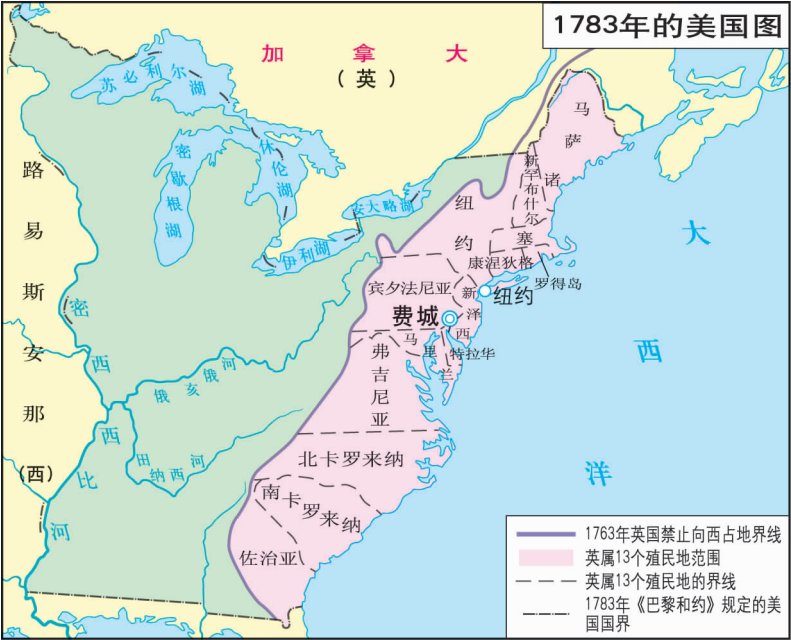 1783年的美国图
加拿大
(英)
苏必利尔湖
密歇根湖
休伦湖
安大略湖
伊利湖
路易斯安那
(西)
密西西比河
俄亥俄河
田纳西河
马萨诸塞
新罕布什尔
纽约
康涅狄格
罗得岛
纽约
宾夕法尼亚
新泽西
费城
马里兰
特拉华
弗吉尼亚
北卡罗来纳
南卡罗来纳
佐治亚
大西洋
1763年英国禁止向西占地界线
英属13个殖民地范围
英属13个殖民地的界线
1783年《巴黎和约》规定的美
国国界